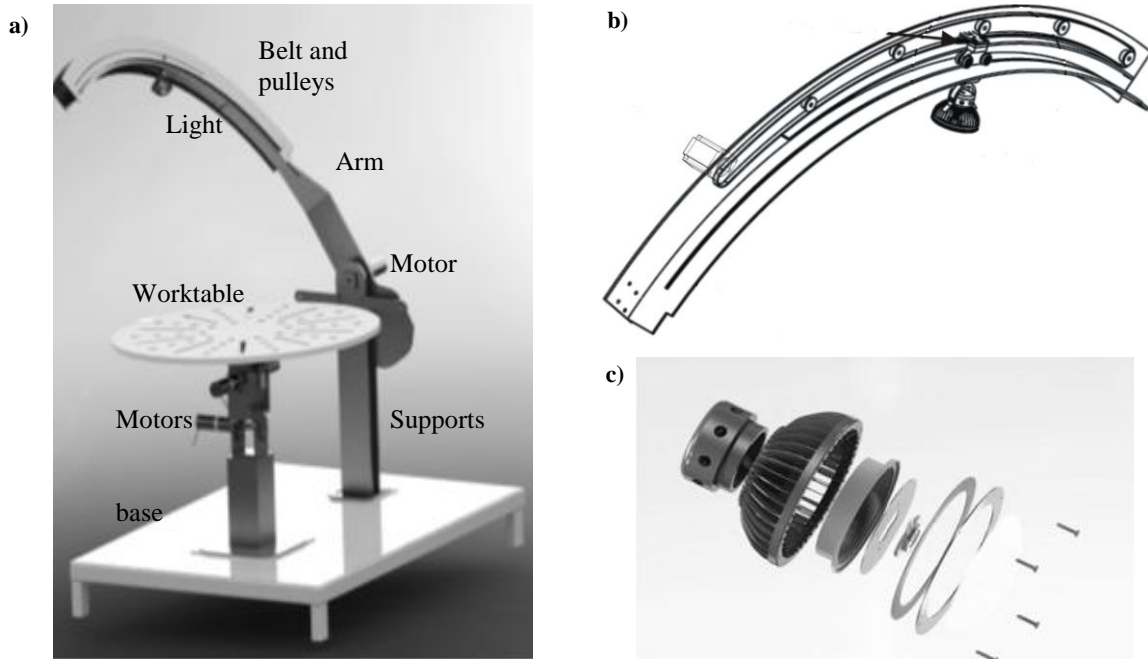 a)
Belt and
pulleys
Light
Arm
Motor
Worktable
Motors
Supports
base
b)
c)